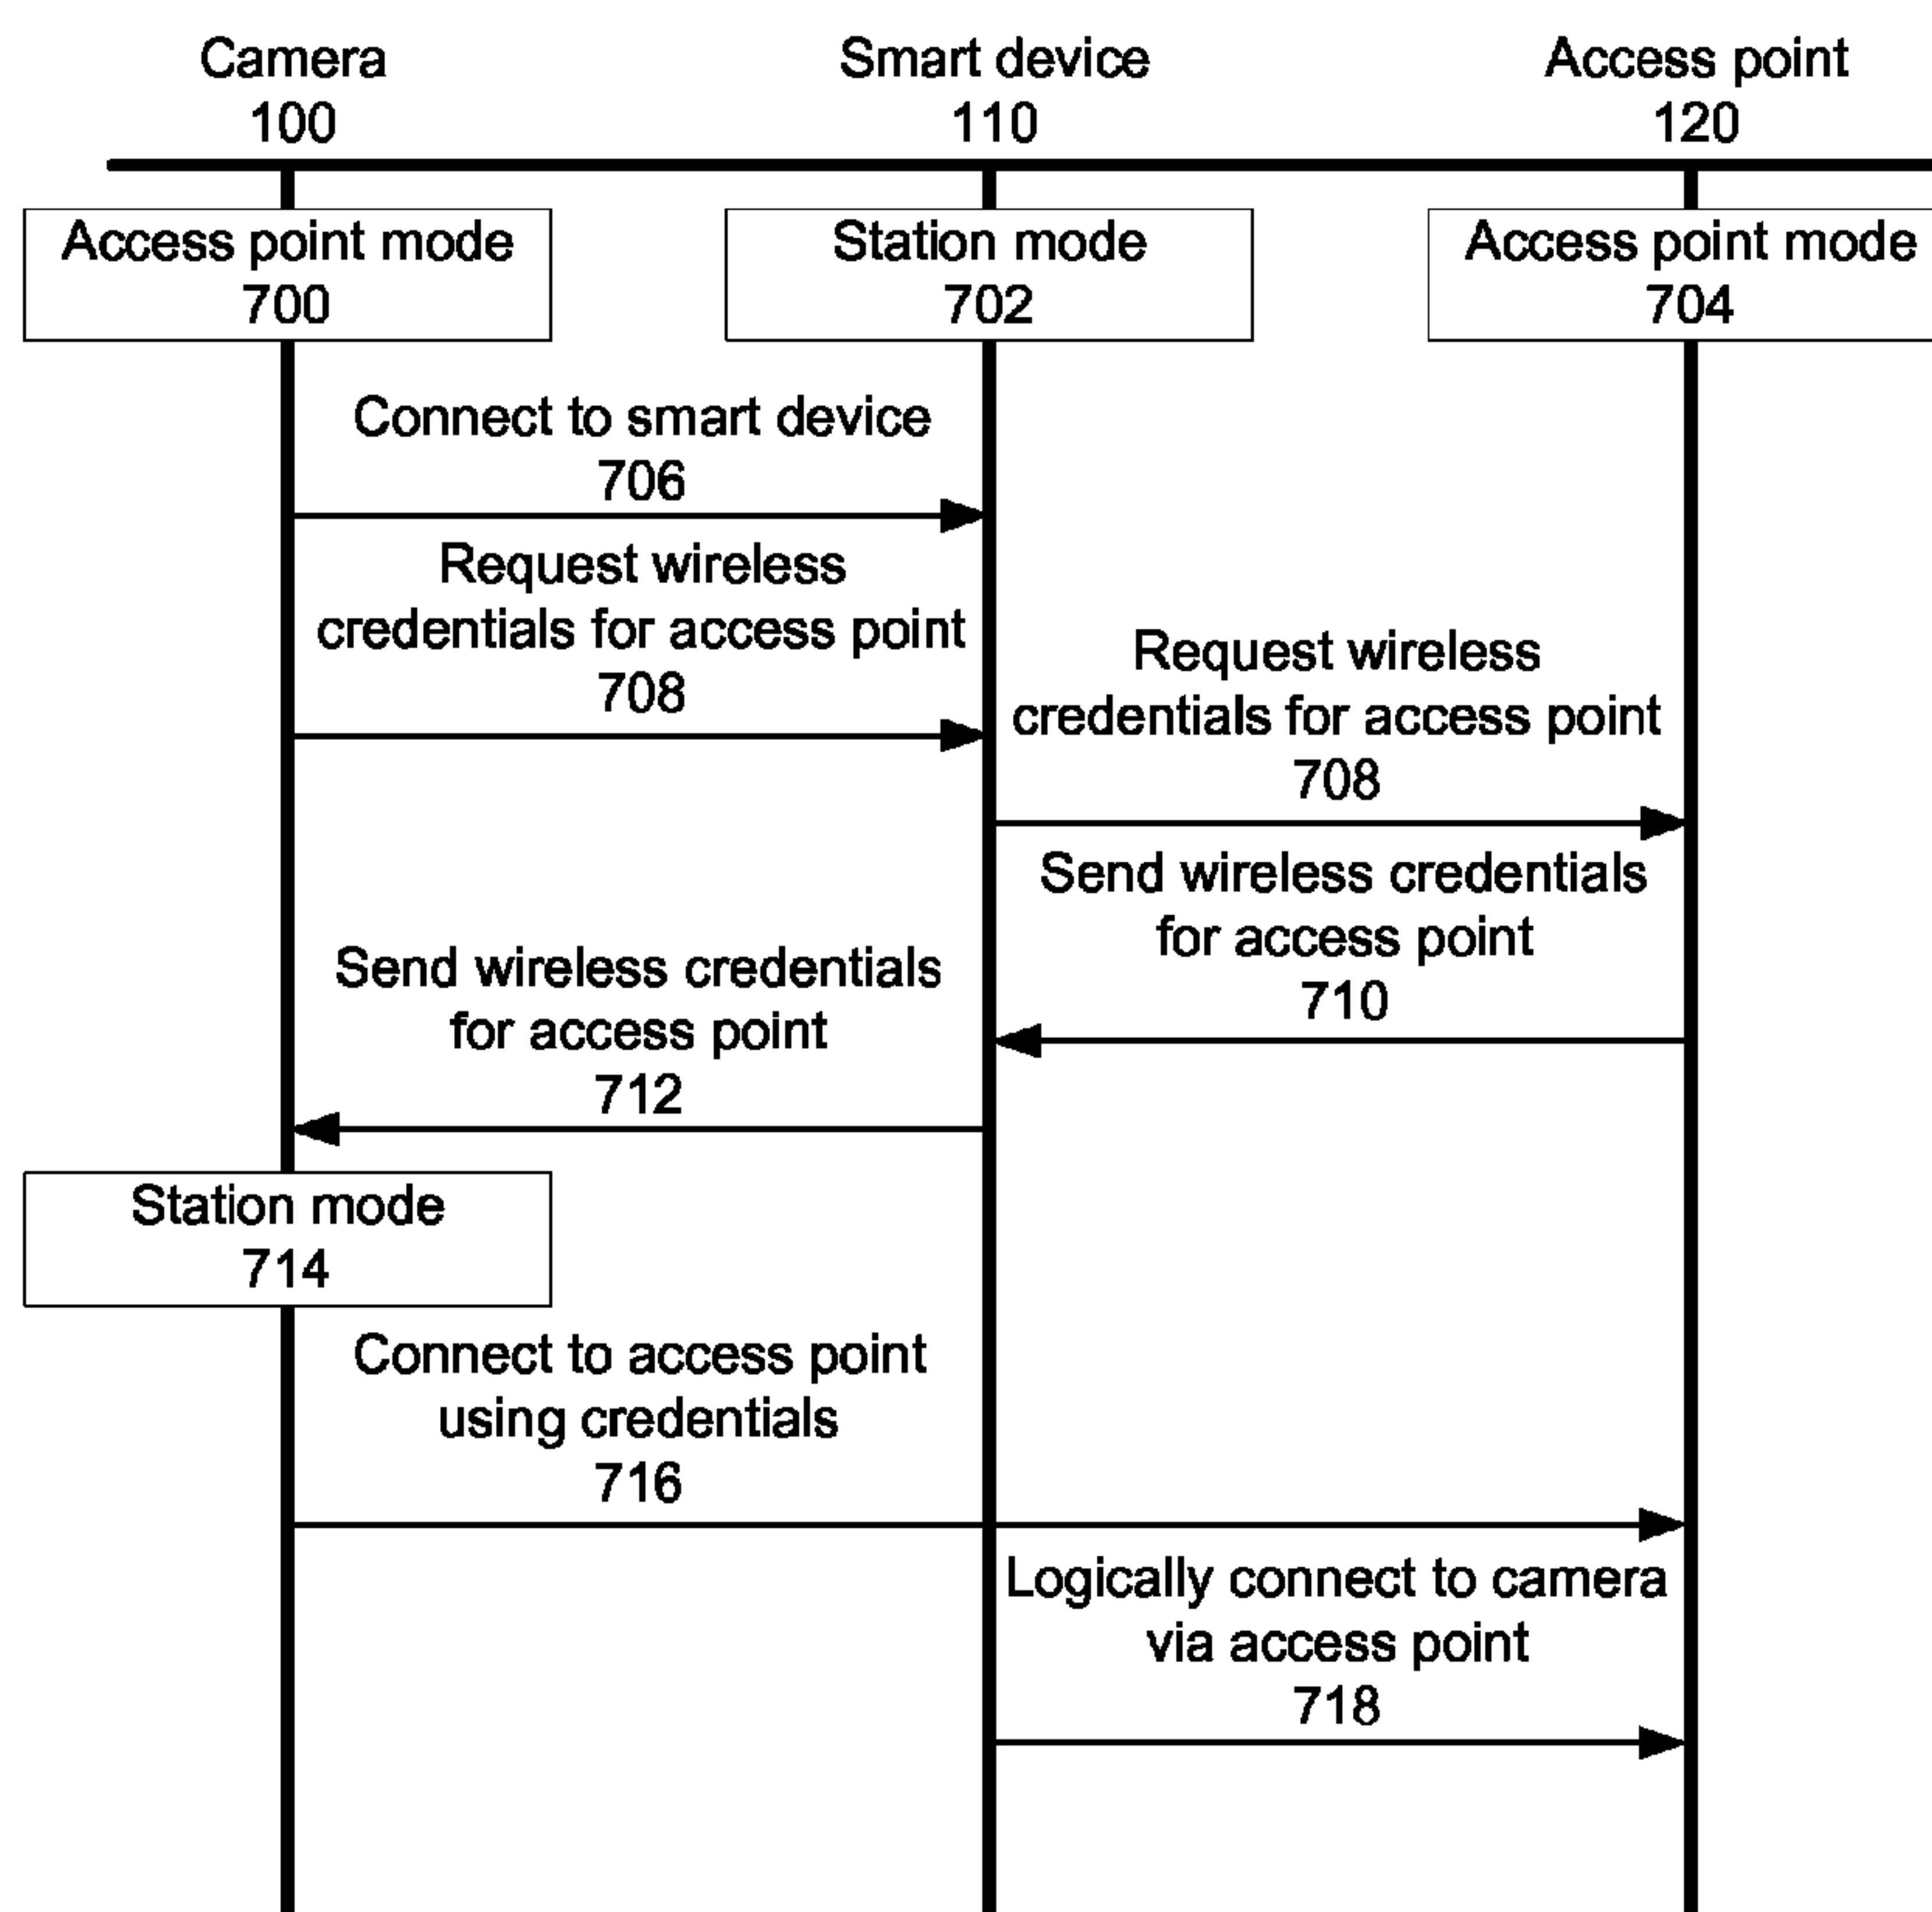 Camera
100
Smart device
110
Access point
120
Access point mode
700
Station mode
702
Access point mode
704
Connect to smart device
706
Request wireless
credentials for access point
708
Request wireless
credentials for access point
708
Send wireless credentials
for access point
710
Send wireless credentials
for access point
712
Station mode
714
Connect to access point
using credentials
716
Logically connect to camera
via access point
718